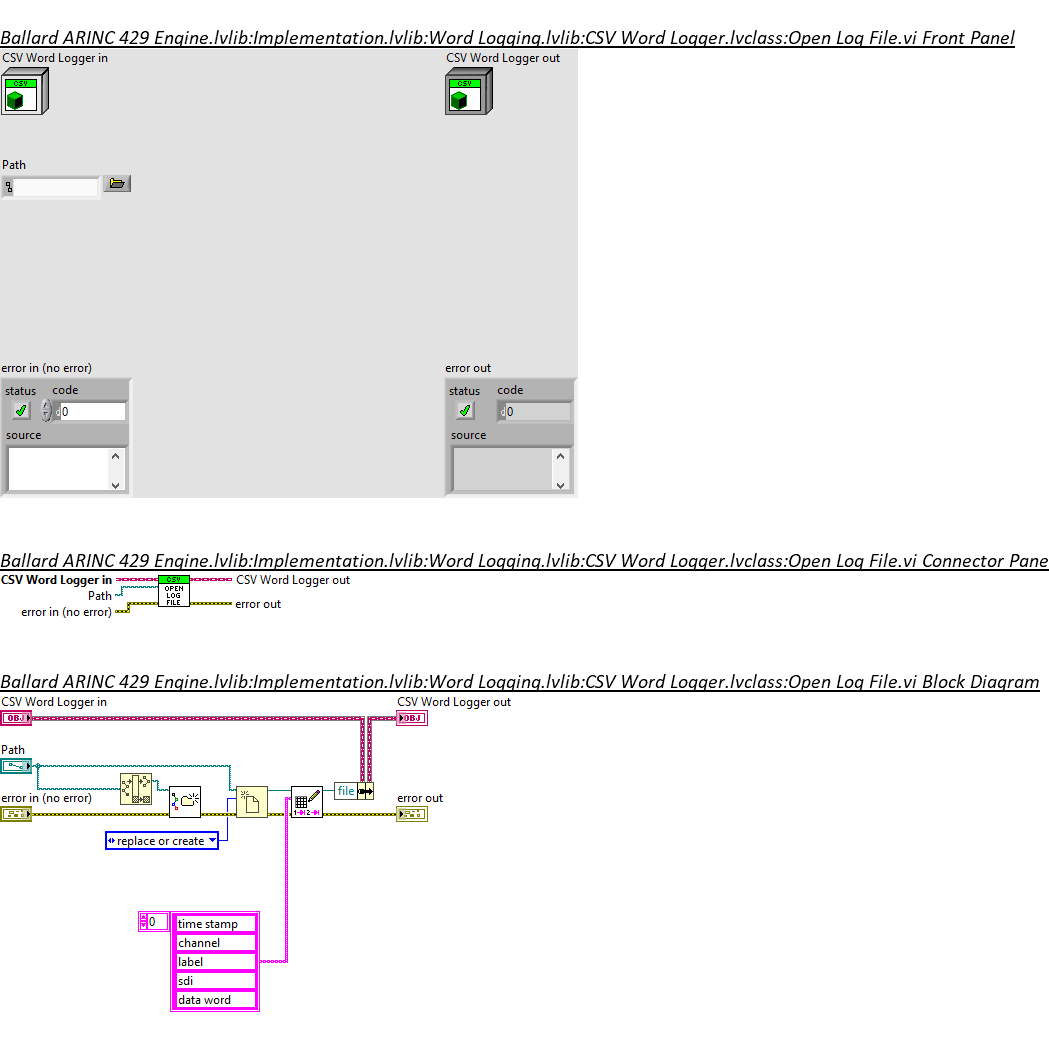 Ballard ARINC 429 Engine.lvlib:Implementation.lvlib:Word Logging.lvlib:CSV Word Logger.lvclass:Open Log File.vi Front Panel
CSV Word Logger in
CSV Word Logger out
CSV
CSV
Path
error in (no error)
error out
status code
status code
d 0
d 0
source
source
Ballard ARINC 429 Engine.lvlib:Implementation.lvlib:Word Logging.lvlib:CSV Word Logger.lvclass:Open Log File.vi Connector Pane
CSV Word Logger in
CSV
CSV Word Logger out
Path
OPEN
LOG
FILE
error in (no error)
error out
Ballard ARINC 429 Engine.lvlib:Implementation.lvlib:Word Logging.lvlib:CSV Word Logger.lvclass:Open Log File.vi Block Diagram
CSV Word Logger in
CSV Word Logger out
OBJ
OBJ
Path
file
error in (no error)
error out
1 2
replace or create
0
time stamp
channel
label
sdi
data word